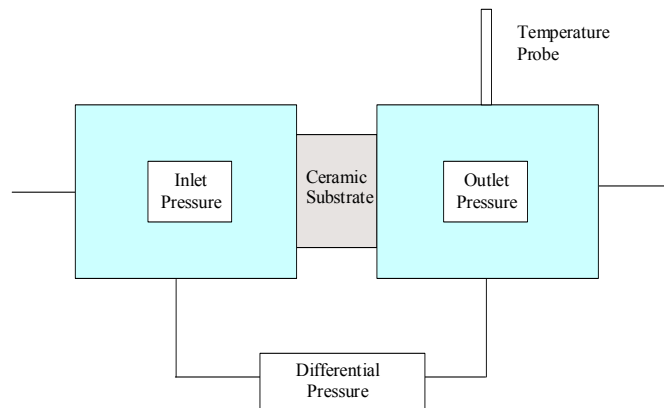 Temperature
Probe
Inlet
Pressure
Ceramic
Substrate
Outlet
Pressure
Differential
Pressure